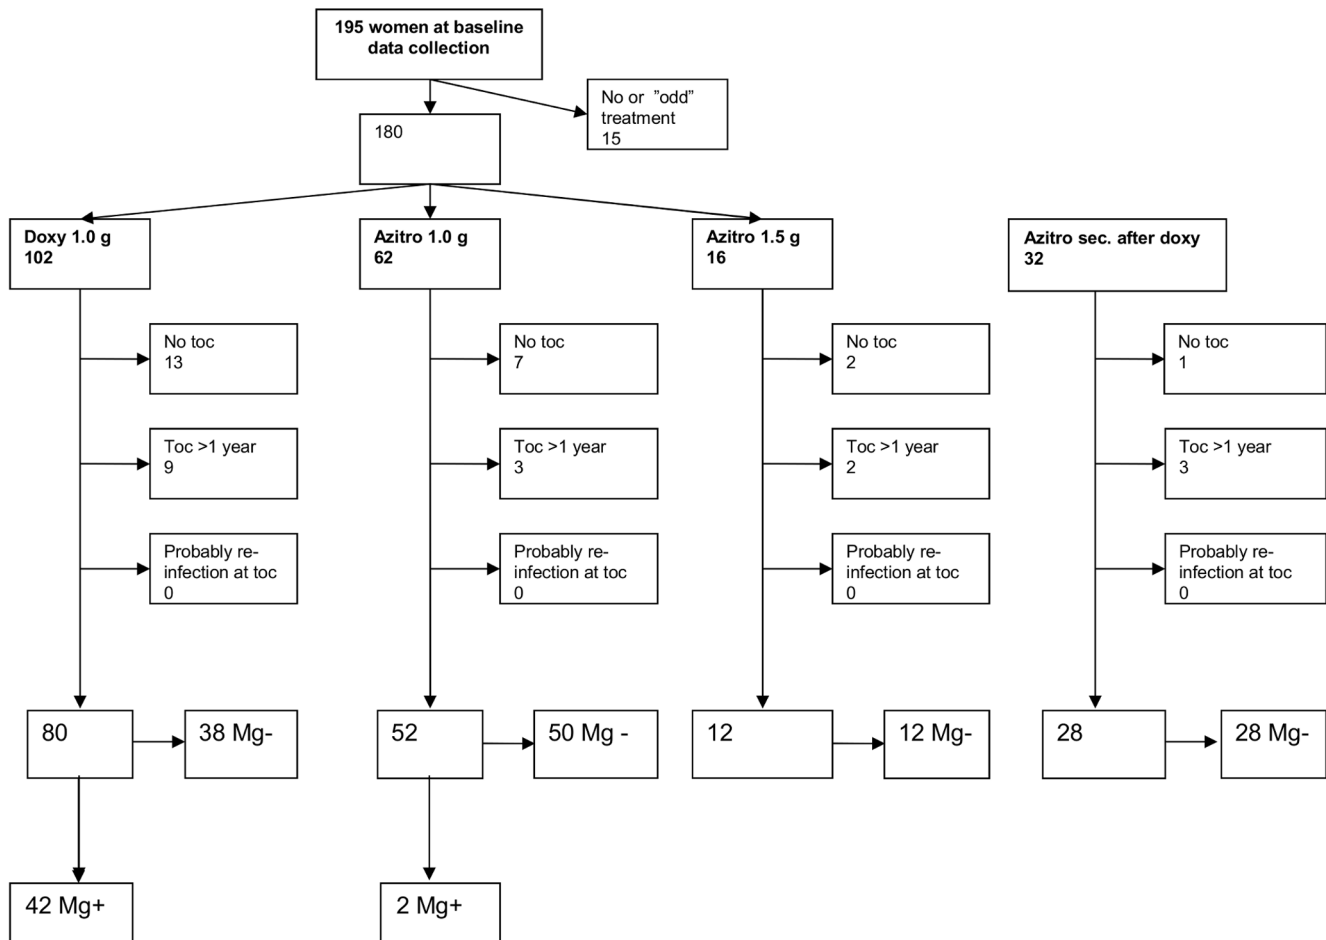 195 women at baseline
data collection
No or ”odd”
treatment
15
180
Doxy 1.0 g
102
Azitro 1.0 g
62
Azitro 1.5 g
16
Azitro sec. after doxy
32
No toc
13
No toc
7
No toc
2
No toc
1
Toc >1 year
9
Toc >1 year
3
Toc >1 year
2
Toc >1 year
3
Probably re-
infection at toc
0
Probably re-
infection at toc
0
Probably re-
infection at toc
0
Probably re-
infection at toc
0
80
38 Mg-
52
50 Mg -
12
12 Mg-
28
28 Mg-
42 Mg+
2 Mg+